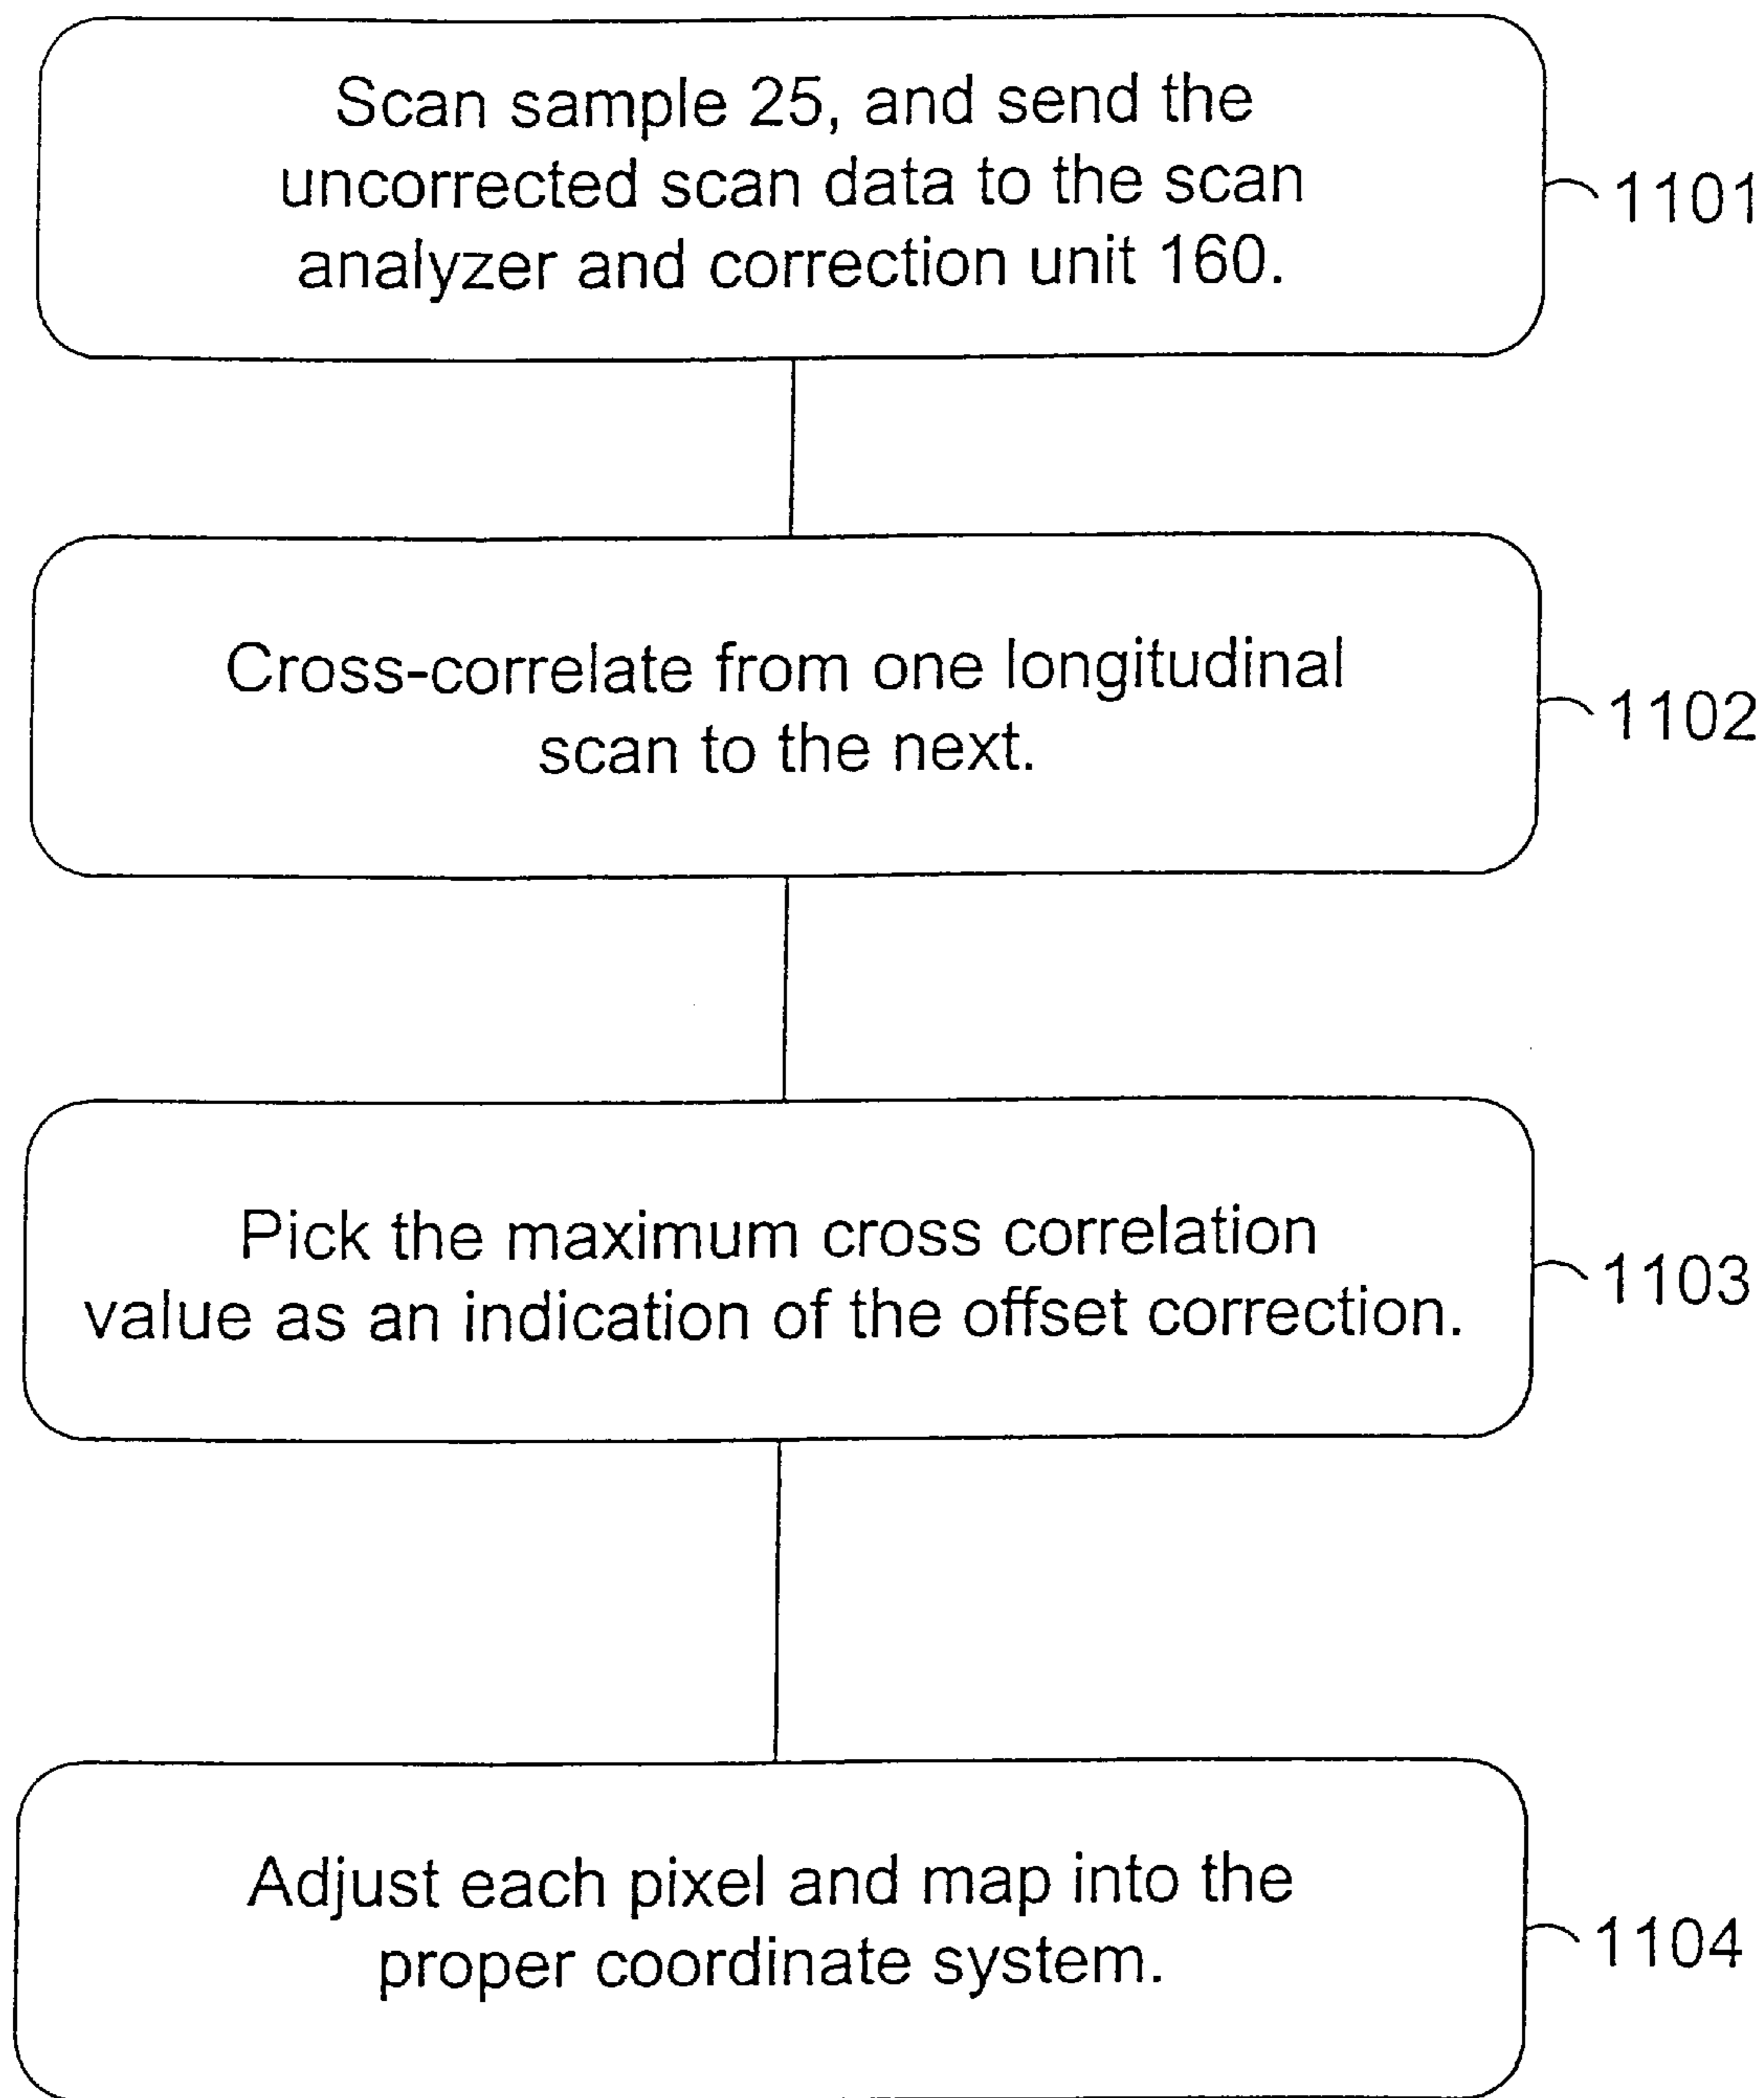 Scan sample 25, and send the
uncorrected scan data to the scan
analyzer and correction unit 160.
1101
Cross-correlate from one longitudinal
scan to the next.
1102
Pick the maximum cross correlation
value as an indication of the offset correction.
1103
Adjust each pixel and map into the
proper coordinate system.
1104